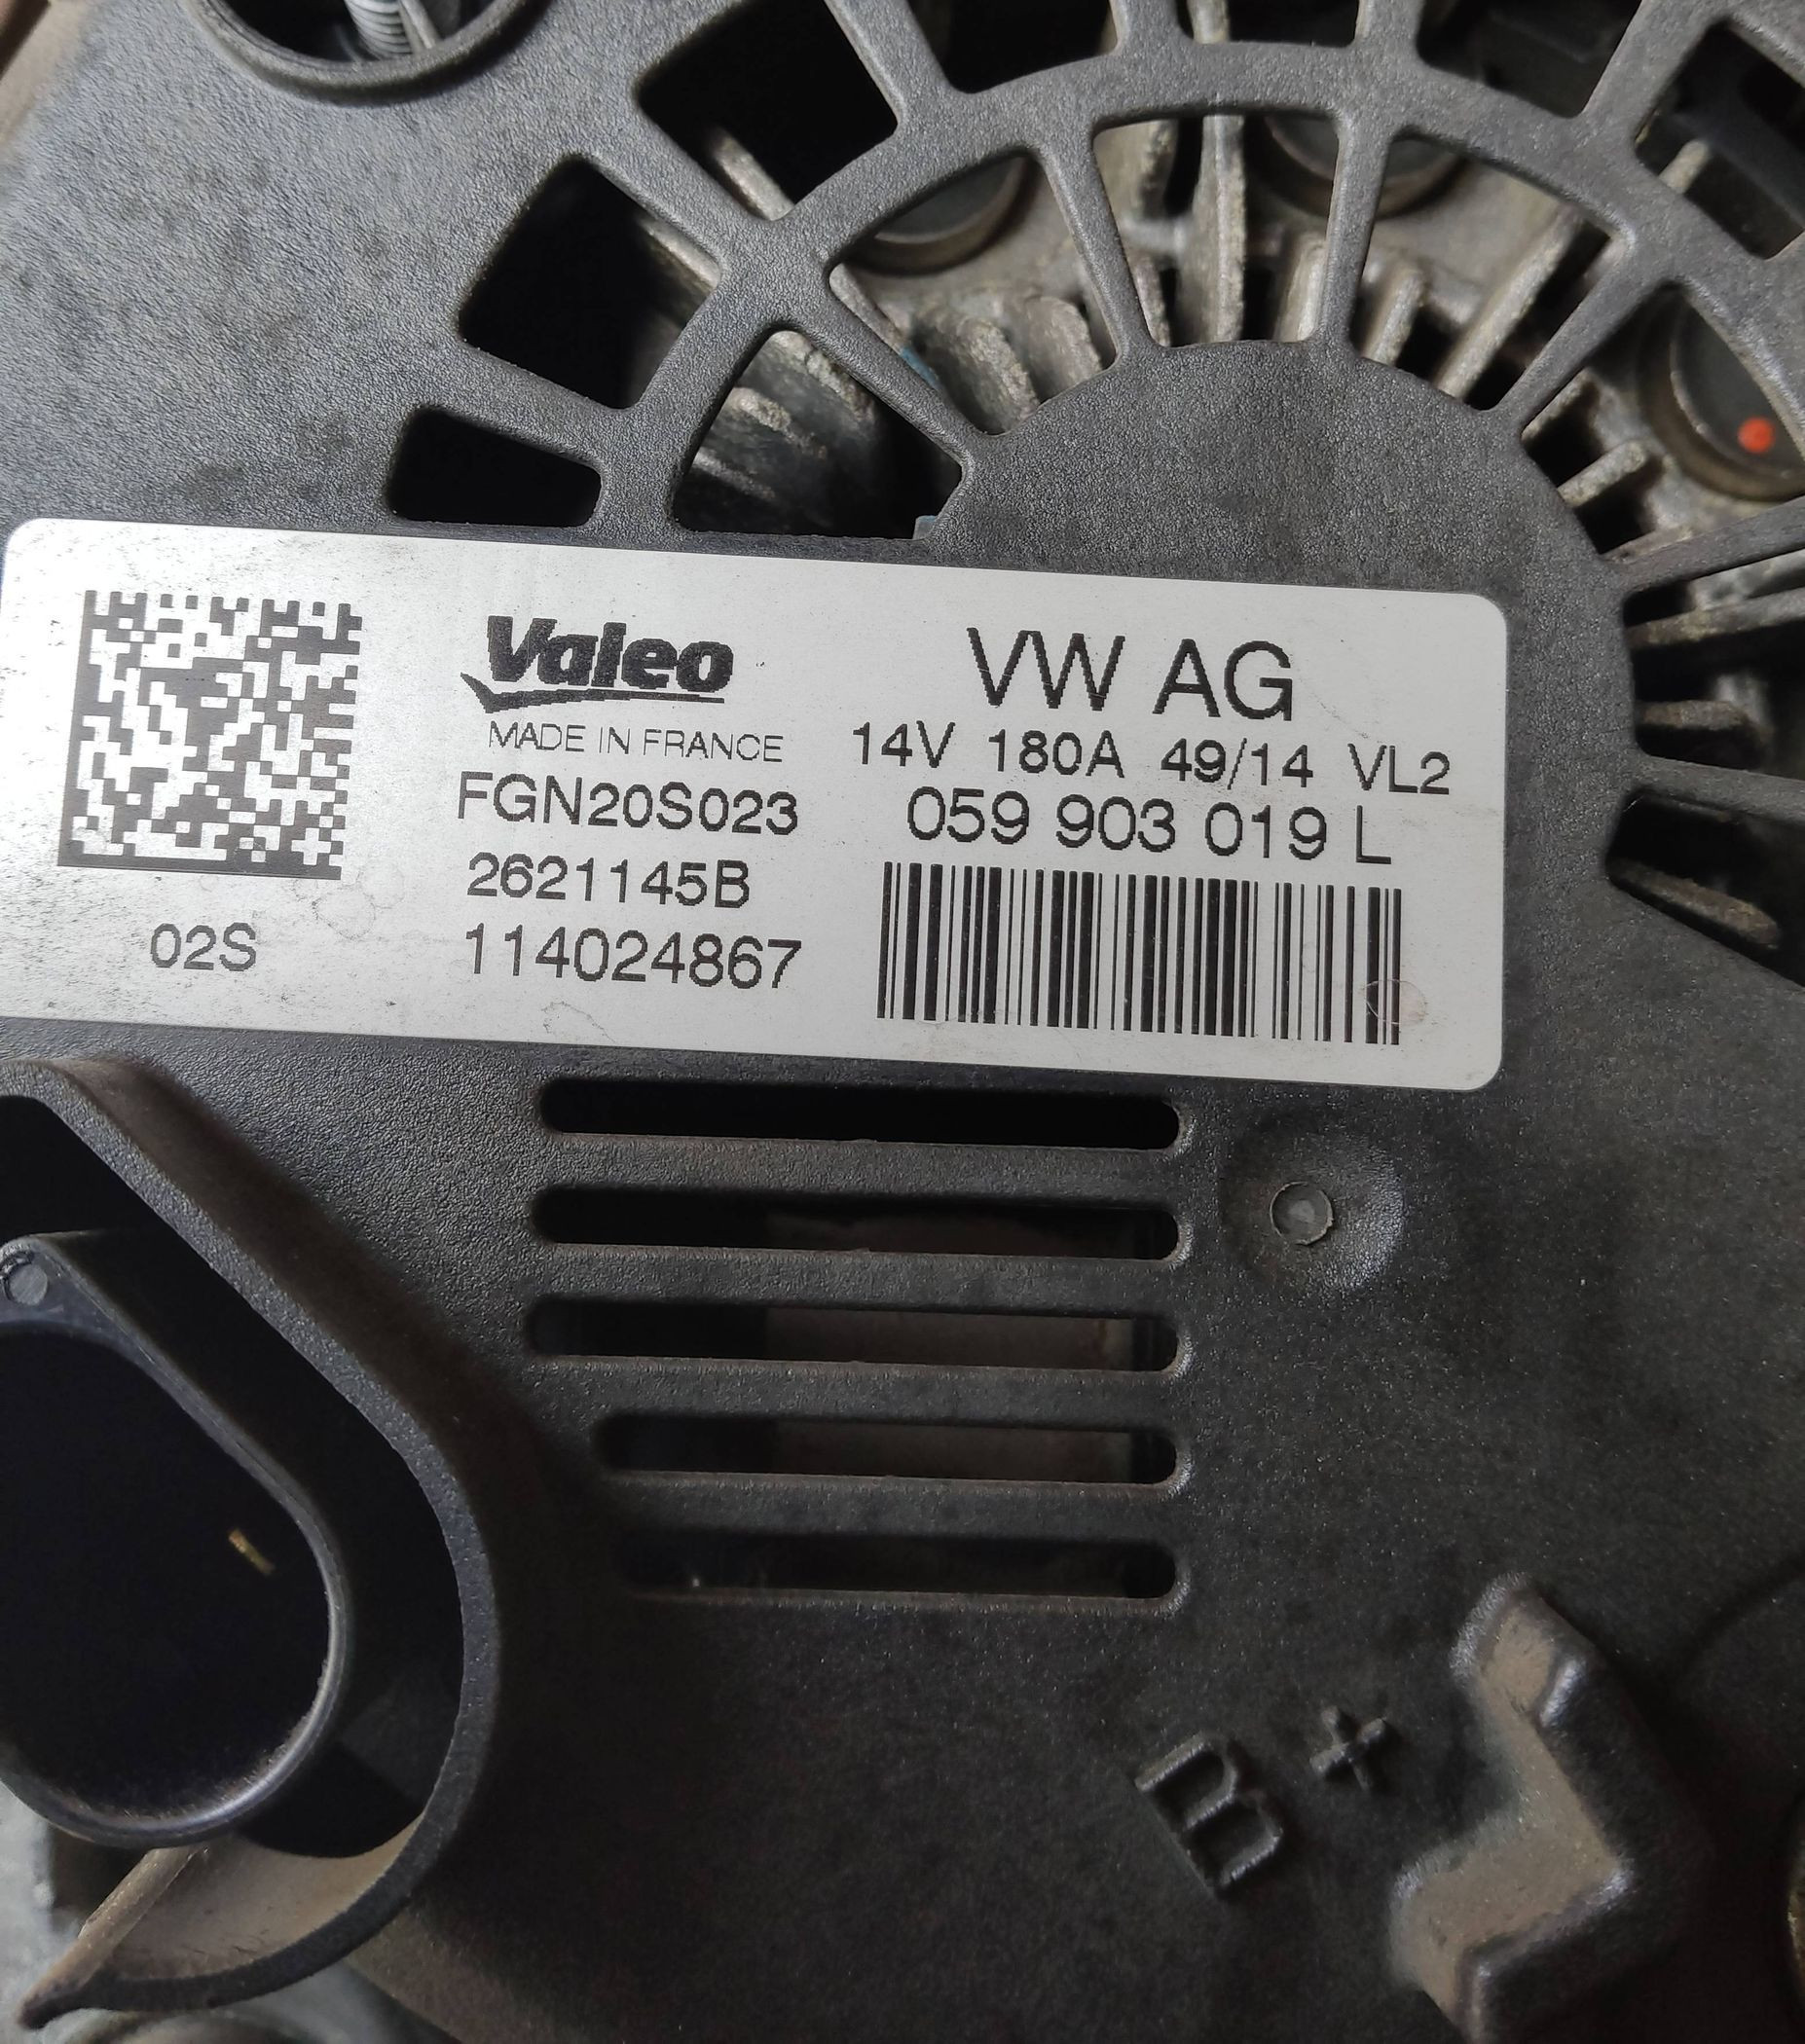 Valeo
MADE IN FRANCE
FGN20S023
2621145B
114024867
02S
VW AG
14V 180A 49/14 VL2
059 903 019 L
B +